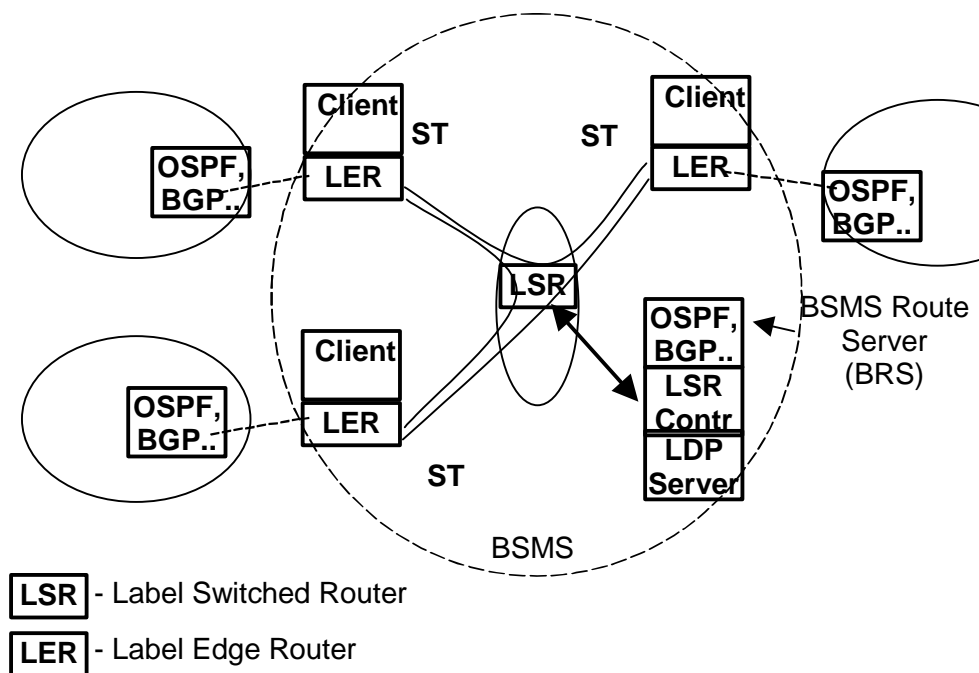 Client
ST
LER
OSPF,
BGP..
ST
Client
LER
OSPF,
BGP..
LSR
OSPF,
BGP..
LSR
Contr
LDP
Server
BSMS Route
Server
(BRS)
Client
LER
OSPF,
BGP..
ST
BSMS
LSR - Label Switched Router
LER - Label Edge Router